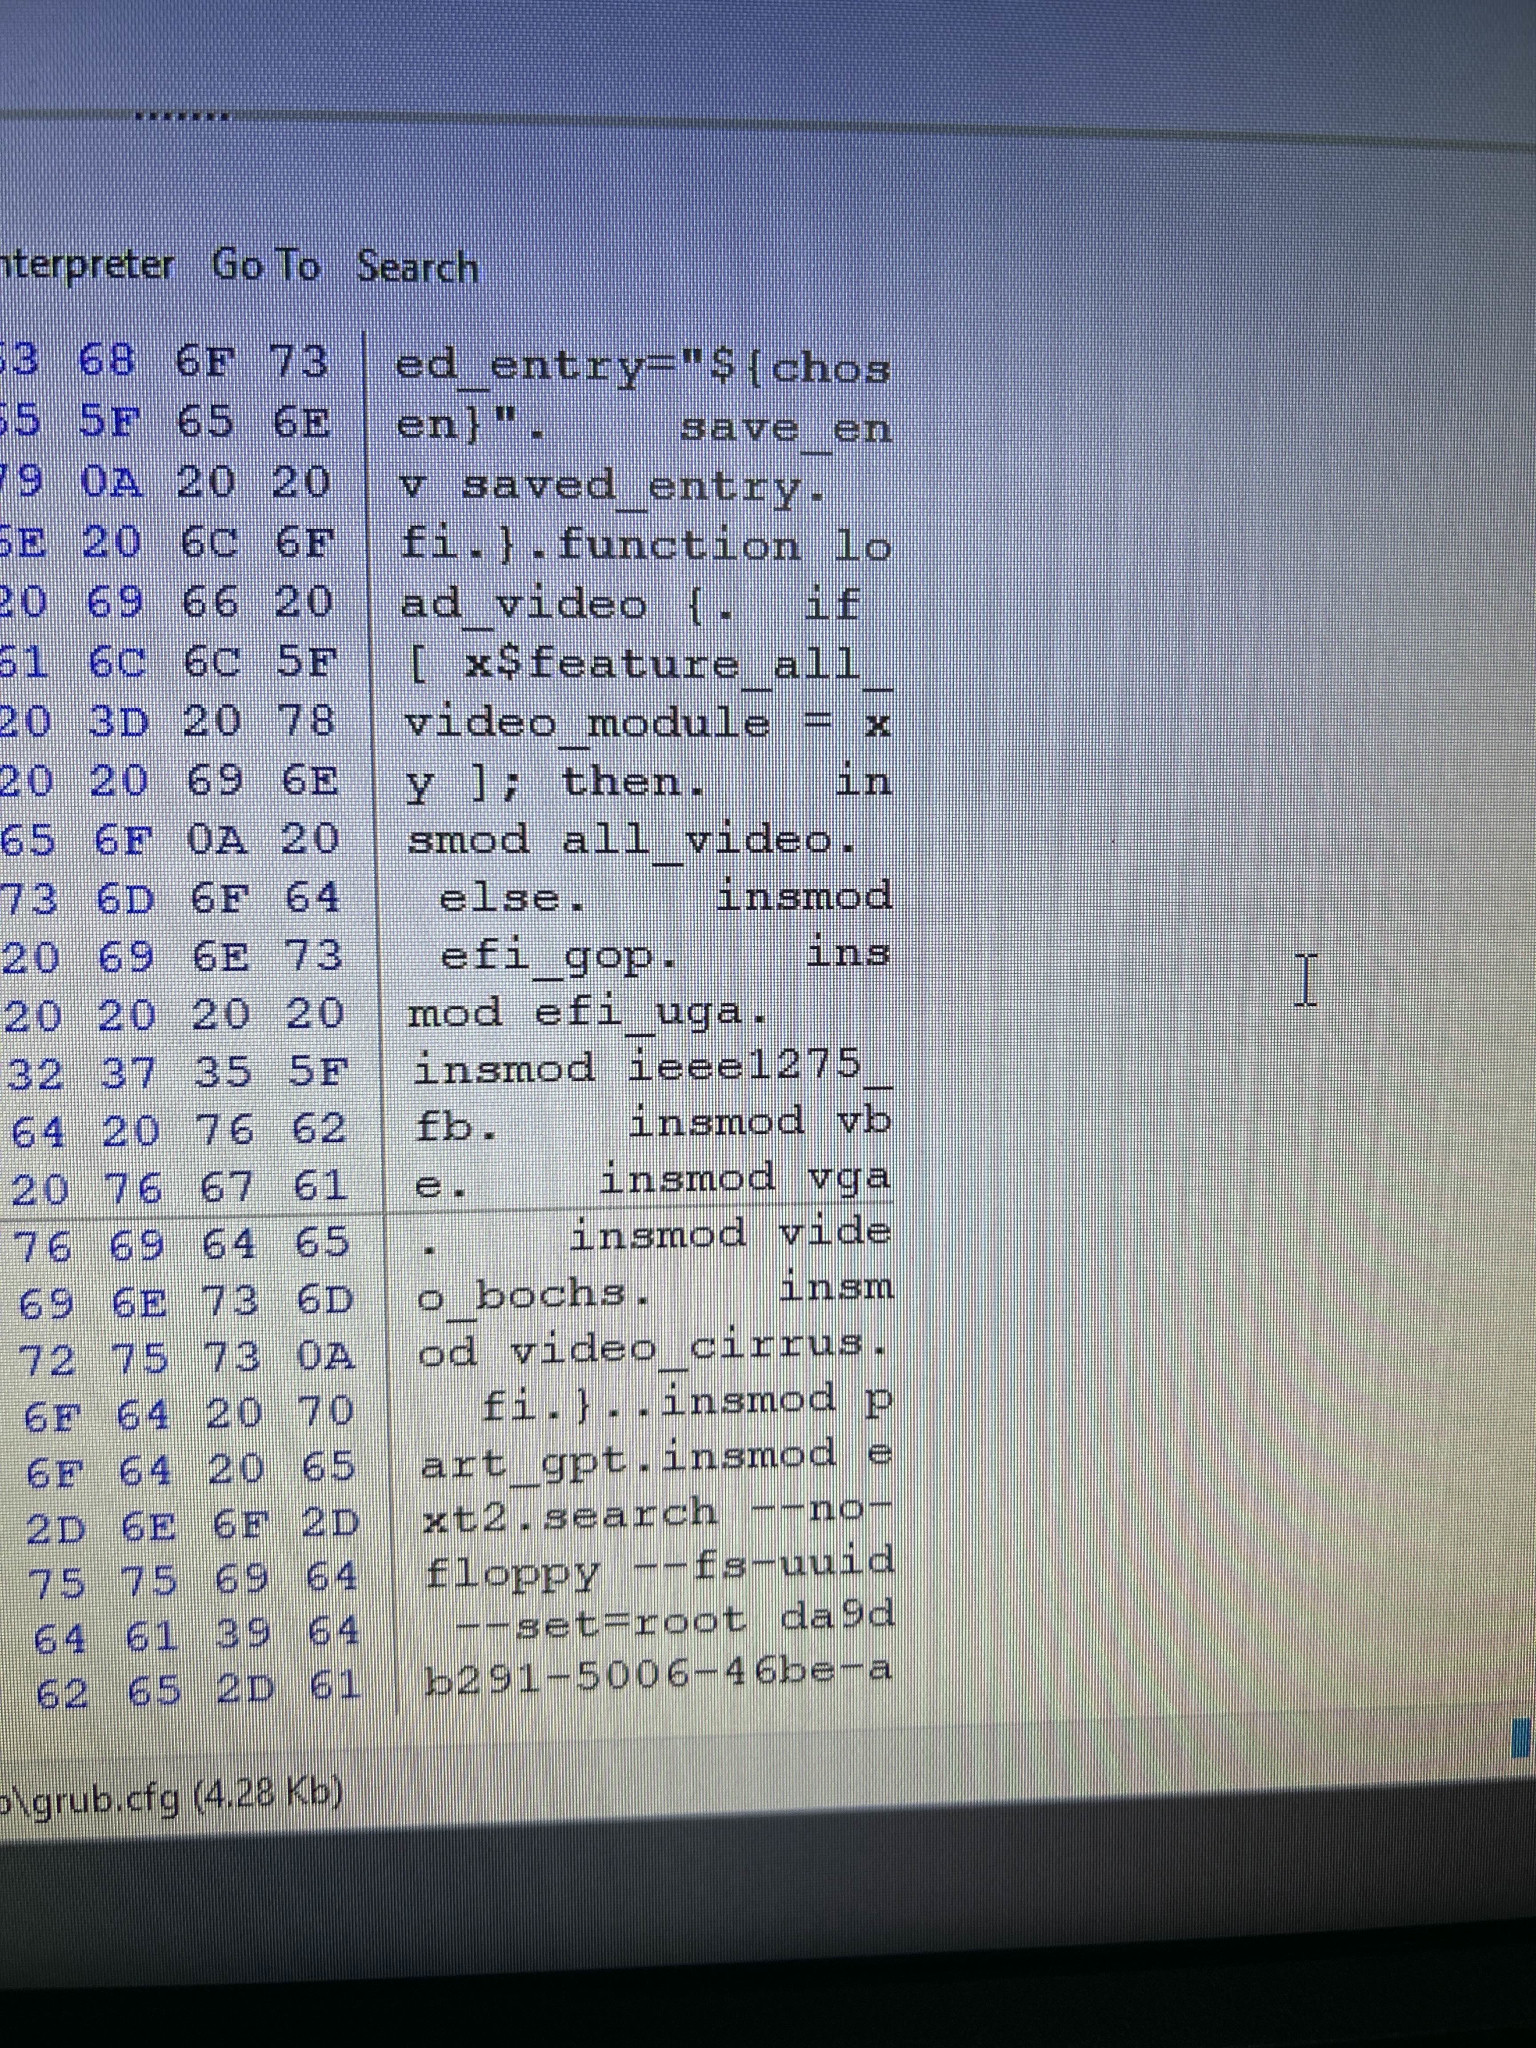 Go To Search
68 6F 73 ed_entry="${chos
5F 65 6E en}".    save_en
0A 20 20 v saved_entry.
20 6C 6F fi.}.function lo
20 69 66 20 ad_video {.  if
61 6C 6C 5F [ x$feature_all_
20 3D 20 78 video_module = x
20 20 69 6E y ]; then.    in
65 6F 0A 20 smod all_video.
73 6D 6F 64  else.    insmod
20 69 6E 73  efi_gop.    ins
20 20 20 20 mod efi_uga.
32 37 35 5F insmod ieee1275_
64 20 76 62 fb.    insmod vb
20 76 67 61 e.    insmod vga
76 69 64 65 .    insmod vide
69 6E 73 6D o_bochs.    insm
72 75 73 0A od video_cirrus.
6F 64 20 70   fi.}..insmod p
6F 64 20 65 art_gpt.insmod e
2D 6E 6F 2D xt2.search --no-
75 75 69 64 floppy --fs-uuid
64 61 39 64  --set=root da9d
62 65 2D 61 b291-5006-46be-a
\grub.cfg (4.28 Kb)